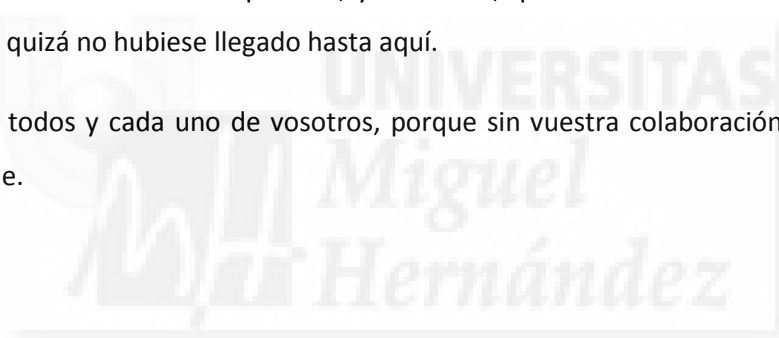 quizá no hubiese llegado hasta aquí.
todos y cada uno de vosotros, porque sin vuestra colaboración
e.
UNIVERSITAS
Miguel
Hernández